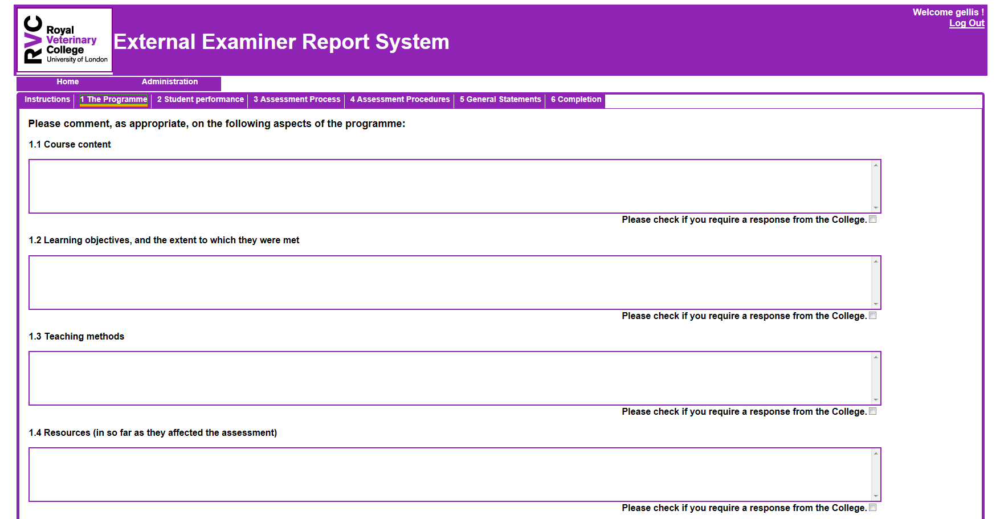 RVC
Royal
Veterinary
College
University of London
External Examiner Report System
Welcome gellis !
Log Out
Home Administration
Instructions 1 The Programme 2 Student performance 3 Assessment Process 4 Assessment Procedures 5 General Statements 6 Completion
Please comment, as appropriate, on the following aspects of the programme:
1.1 Course content
Please check if you require a response from the College.
1.2 Learning objectives, and the extent to which they were met
Please check if you require a response from the College.
1.3 Teaching methods
Please check if you require a response from the College.
1.4 Resources (in so far as they affected the assessment)
Please check if you require a response from the College.